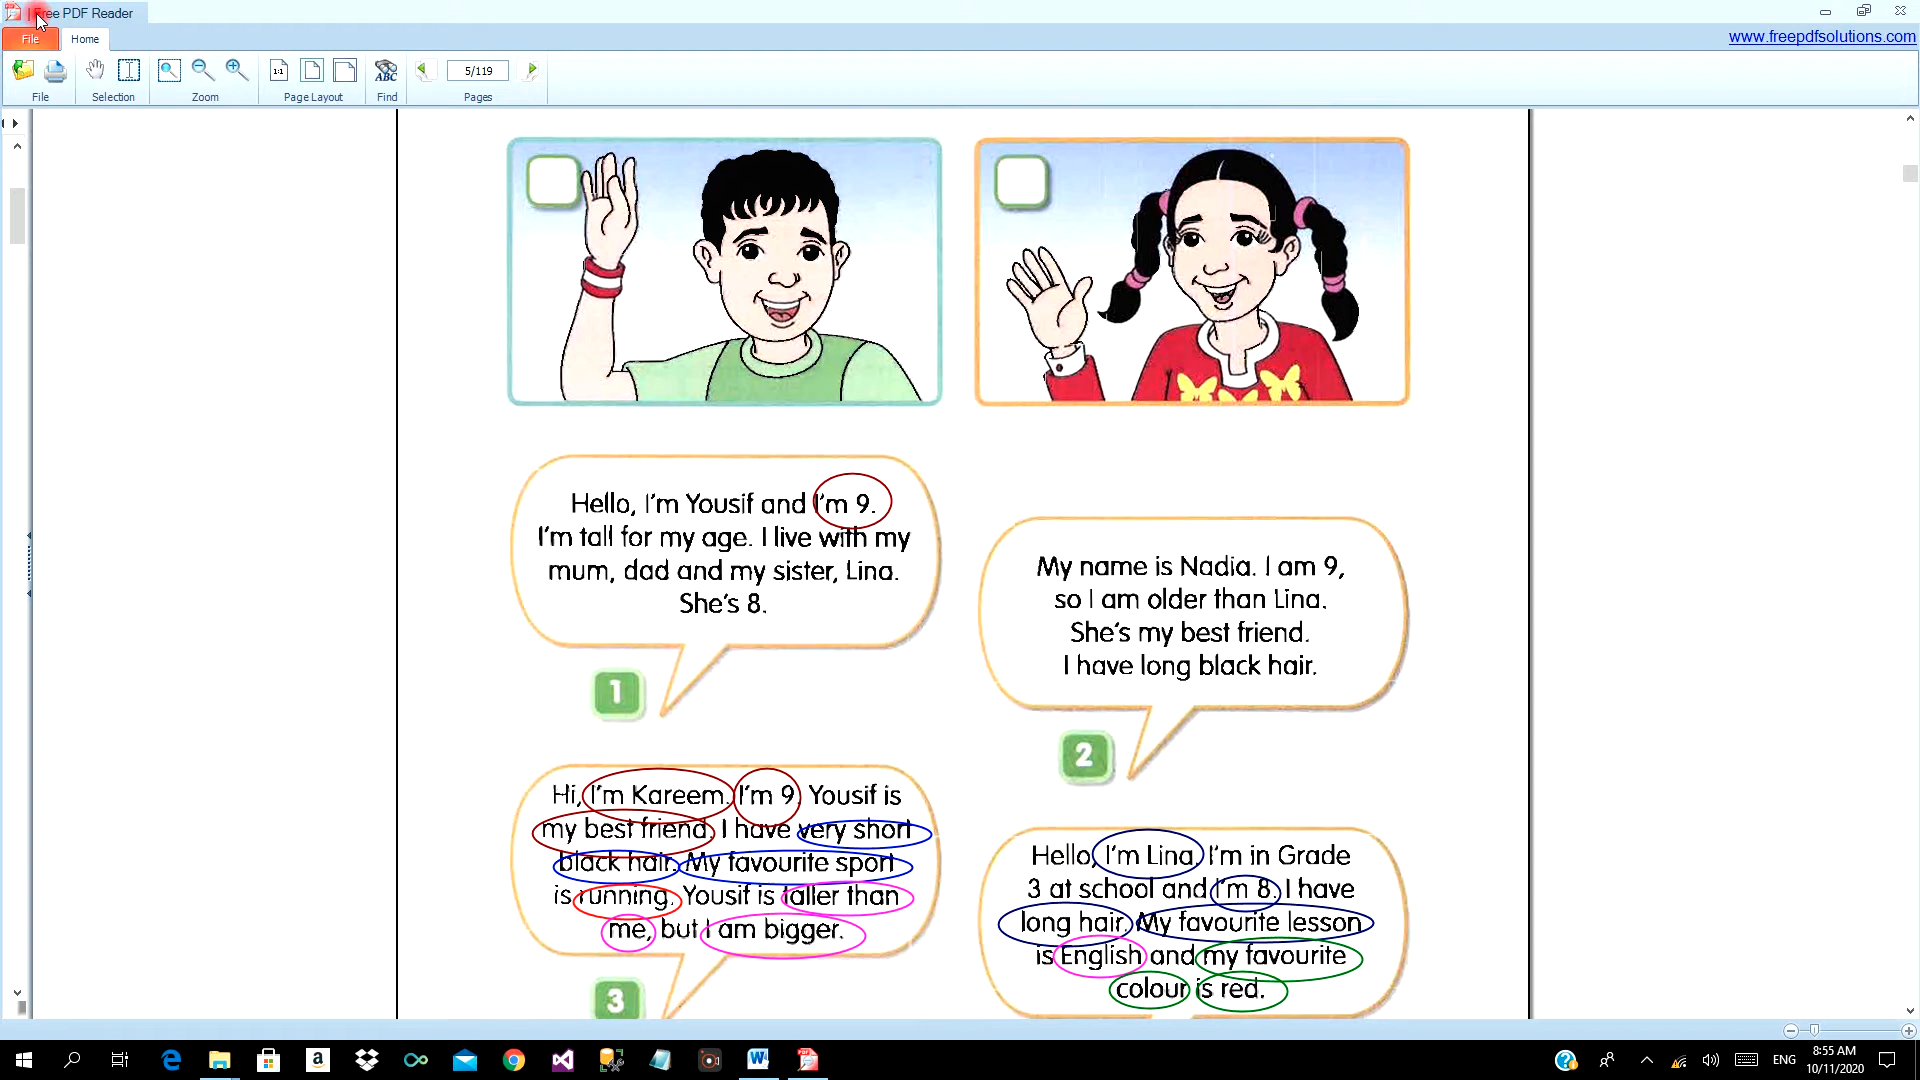 Free PDF Reader
File
Home
www.freepdfsolutions.com
1:1
ABC
5/119
File
Selection
Zoom
Page Layout
Find
Pages
Hello, I'm Yousif and I'm 9.
I'm tall for my age. I live with my
mum, dad and my sister, Lina.
She's 8.
1
My name is Nadia. I am 9,
so I am older than Lina.
She's my best friend.
I have long black hair.
2
Hi, I'm Kareem. I'm 9. Yousif is
my best friend. I have very short
black hair. My favourite sport
is running. Yousif is taller than
me, but I am bigger.
3
Hello, I'm Lina. I'm in Grade
3 at school and I'm 8. I have
long hair. My favourite lesson
is English and my favourite
colour is red.
ENG
8:55 AM
10/11/2020